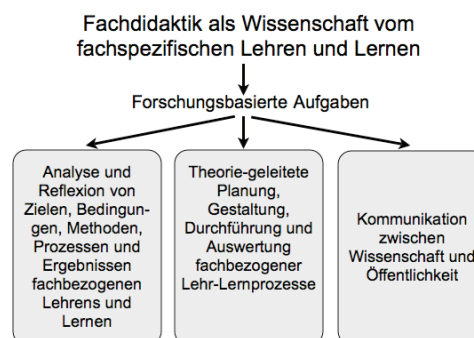 Fachdidaktik als Wissenschaft vom
fachspezifischen Lehren und Lernen
Forschungsbasierte Aufgaben
Analyse und
Reflexion von
Zielen, Bedingun-
gen, Methoden,
Prozessen und
Ergebnissen
fachbezogenen
Lehrens und
Lernen
Theorie-geleitete
Planung,
Gestaltung,
Durchführung und
Auswertung
fachbezogener
Lehr-Lernprozesse
Kommunikation
zwischen
Wissenschaft und
Öffentlichkeit